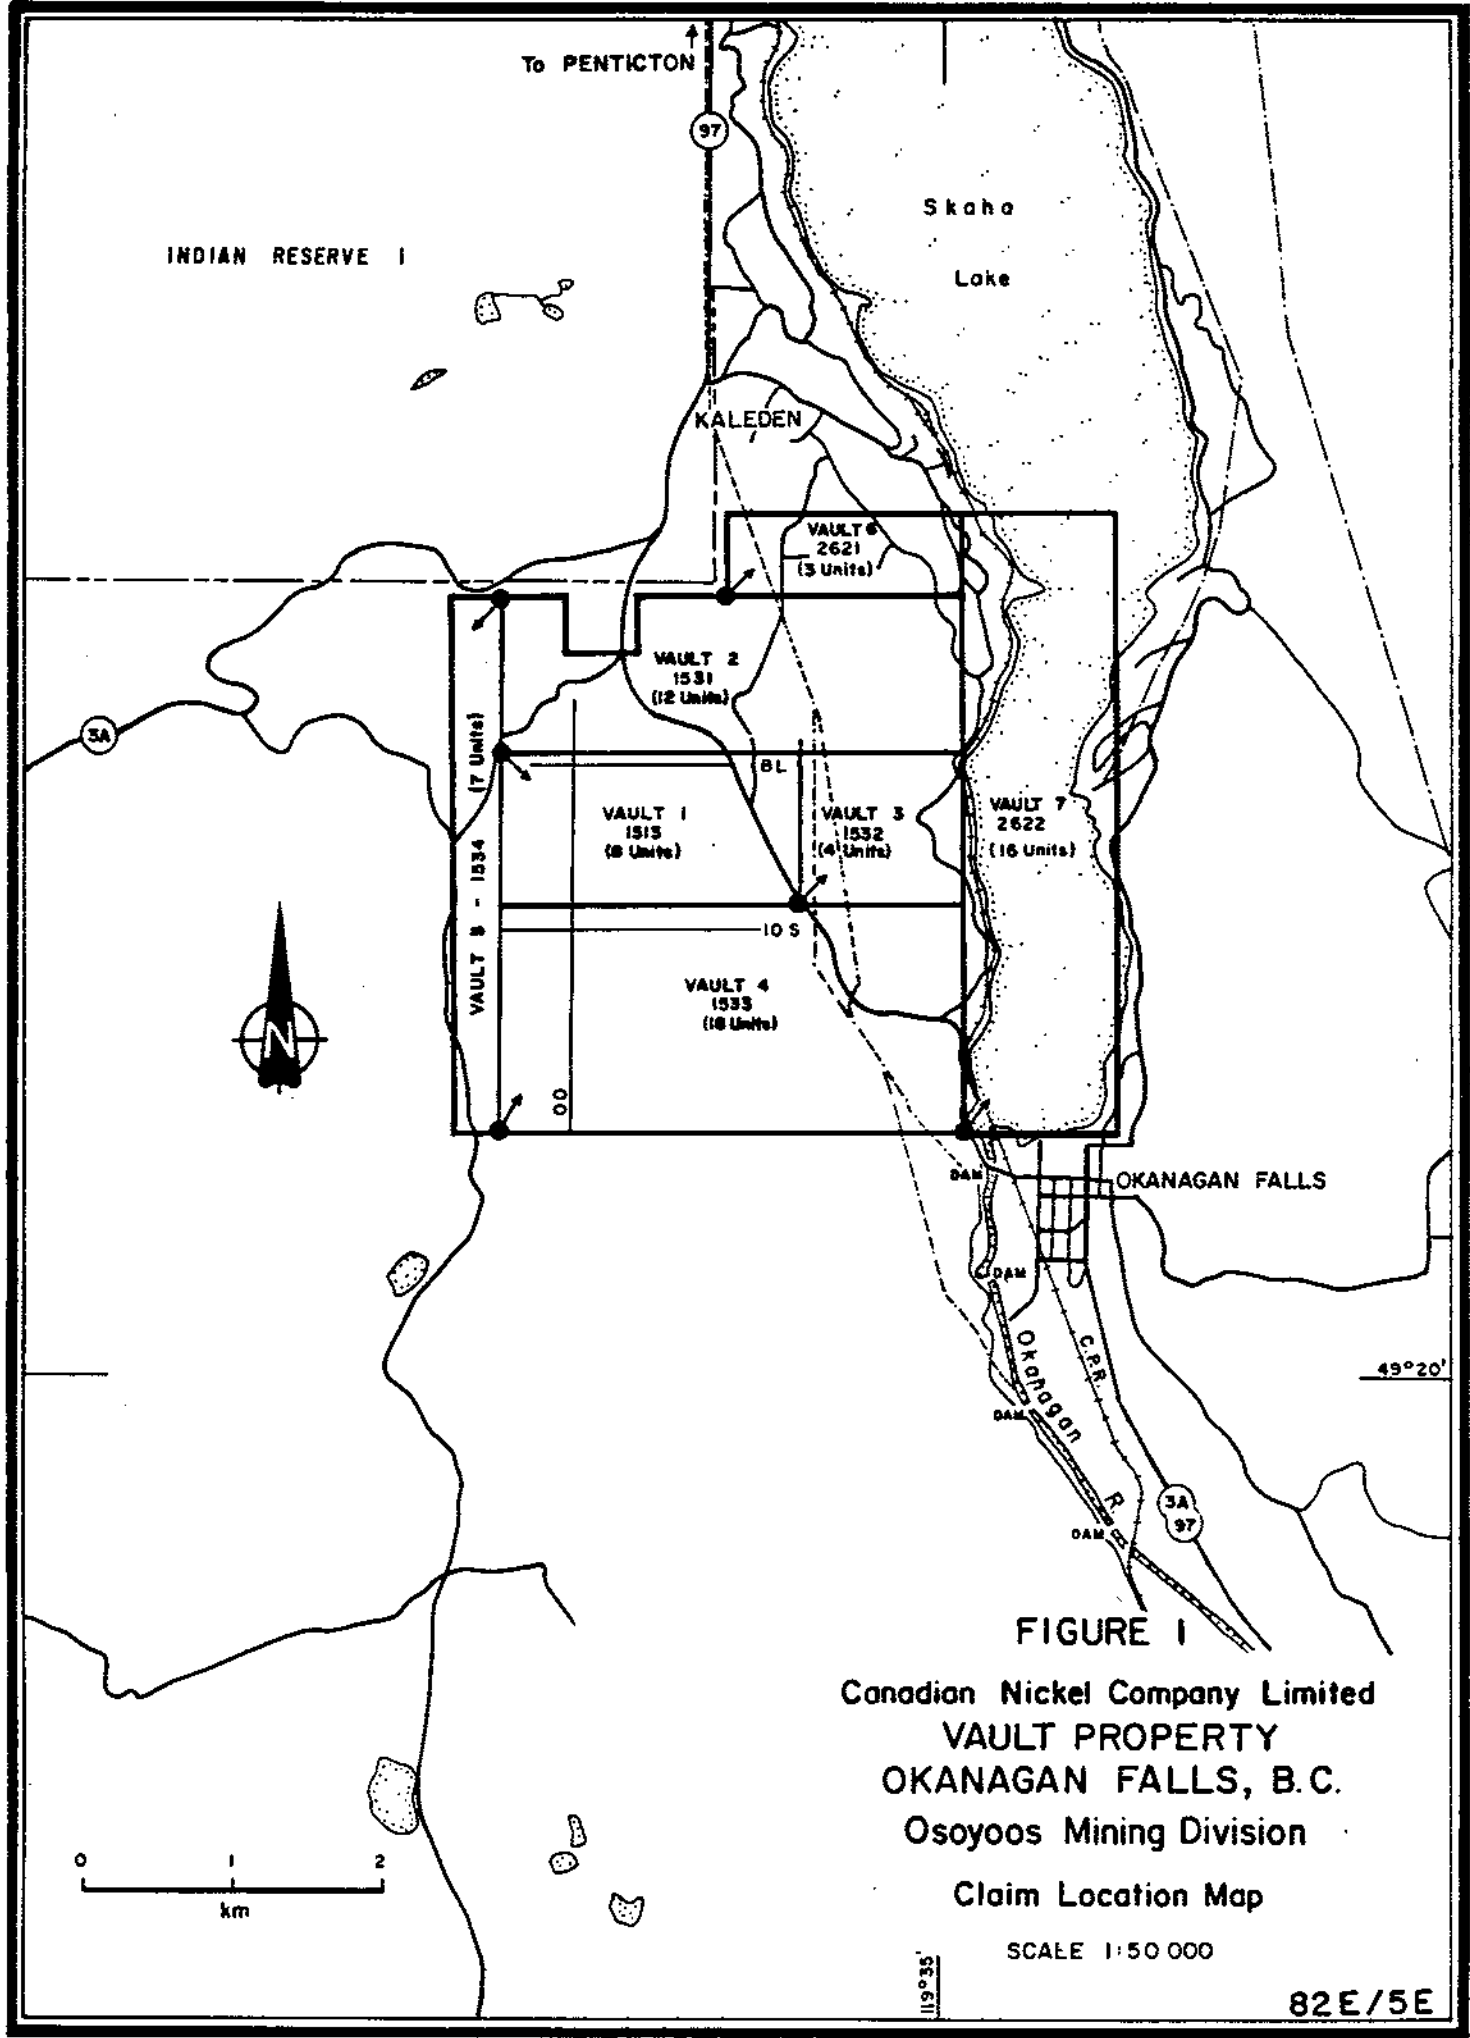 To PENTICTON
97
Skaha
Lake
INDIAN RESERVE 1
KALEDEN
VAULT 6
2621
(3 Units)
VAULT 2
1531
(12 Units)
3A
(7 Units)
VAULT 5 - 1534
BL
VAULT 1
1513
(8 Units)
VAULT 3
1532
(4 Units)
VAULT 7
2622
(16 Units)
10 S
VAULT 4
1533
(18 Units)
N
00
DAM
OKANAGAN FALLS
DAM
Okanagan R.
C.P.R.
49°20'
DAM
3A
97
DAM
FIGURE 1
Canadian Nickel Company Limited
VAULT PROPERTY
OKANAGAN FALLS, B.C.
Osoyoos Mining Division
Claim Location Map
SCALE 1:50 000
0 1 2
km
119°35'
82E/5E